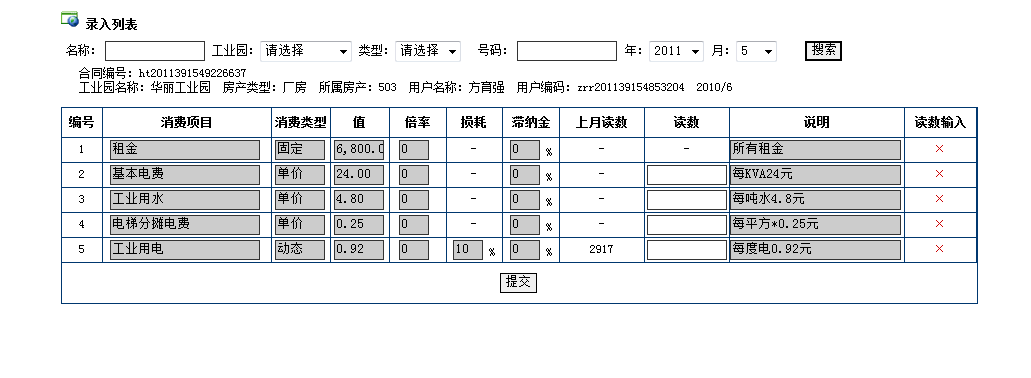 录入列表
名称: 工业园: 请选择 类型: 请选择 号码: 年: 2011 月: 5 搜索
合同编号: ht2011391549226637
工业园名称: 华丽工业园 房产类型: 厂房 所属房产: 503 用户名称: 方育强 用户编码: zrr201139154853204 2010/6
编号 消费项目 消费类型 值 倍率 损耗 滞纳金 上月读数 读数 说明 读数输入
1 租金 固定 6,800.0 0 - 0 % - - 所有租金 ×
2 基本电费 单价 24.00 0 - 0 % - 每KVA24元 ×
3 工业用水 单价 4.80 0 - 0 % - 每吨水4.8元 ×
4 电梯分摊电费 单价 0.25 0 - 0 % - 每平方*0.25元 ×
5 工业用电 动态 0.92 0 10 % 0 % 2917 每度电0.92元 ×
提交